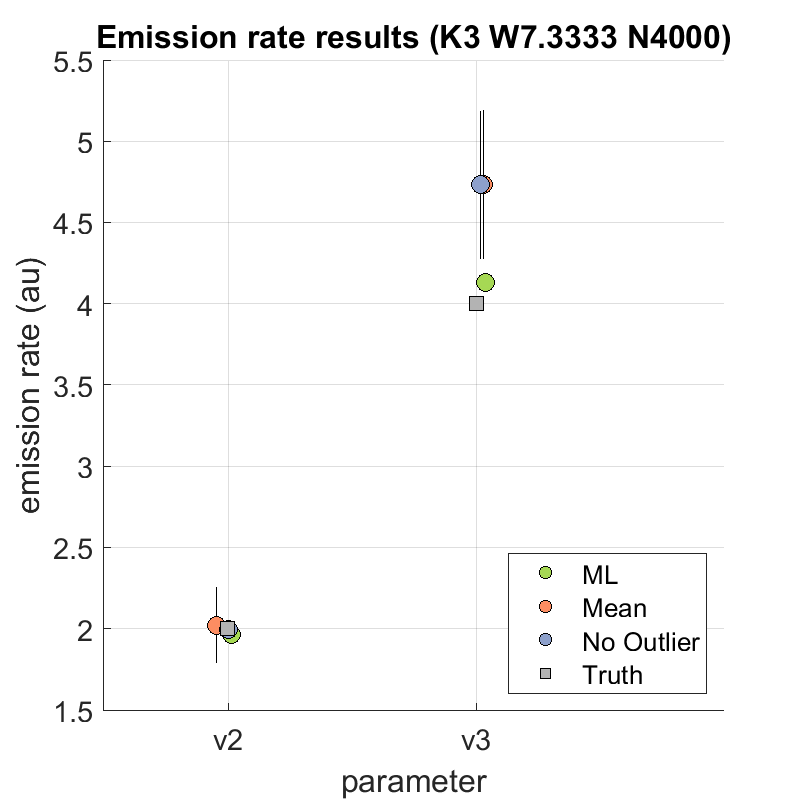 Emission rate results (K3 W7.3333 N4000)
5.5
5
4.5
4
3.5
3
2.5
2
1.5
emission rate (au)
v2
v3
parameter
ML
Mean
No Outlier
Truth